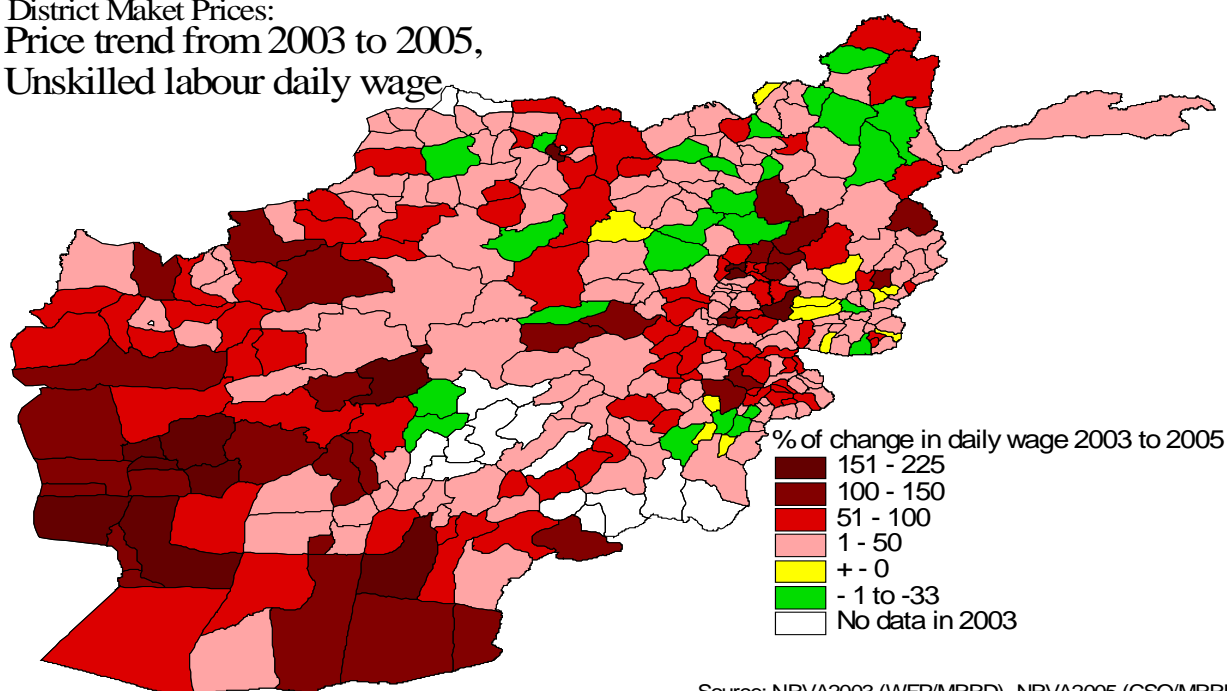 District Maket Prices:
Price trend from 2003 to 2005,
Unskilled labour daily wage
% of change in daily wage 2003 to 2005
151 - 225
100 - 150
51 - 100
1 - 50
+ - 0
- 1 to -33
No data in 2003
Source: NRVA2003 (WFP/MRRD), NRVA2005 (CSO/MRRD